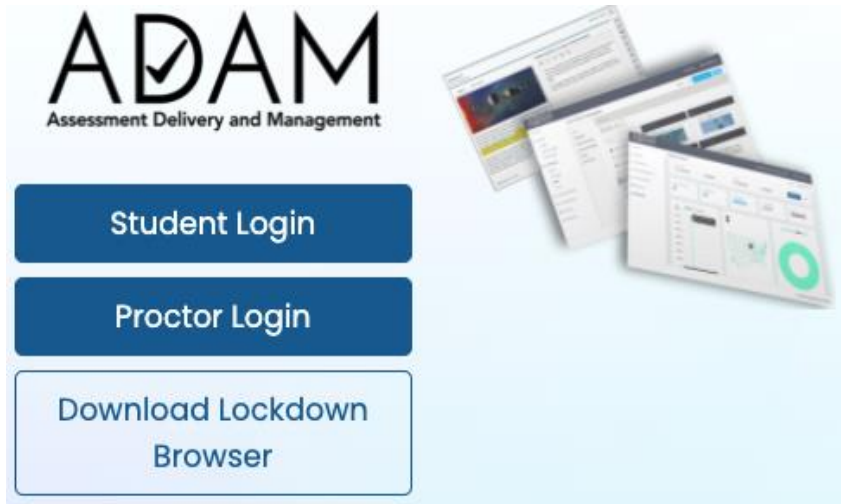 ADAM
Assessment Delivery and Management
Student Login
Proctor Login
Download Lockdown
Browser